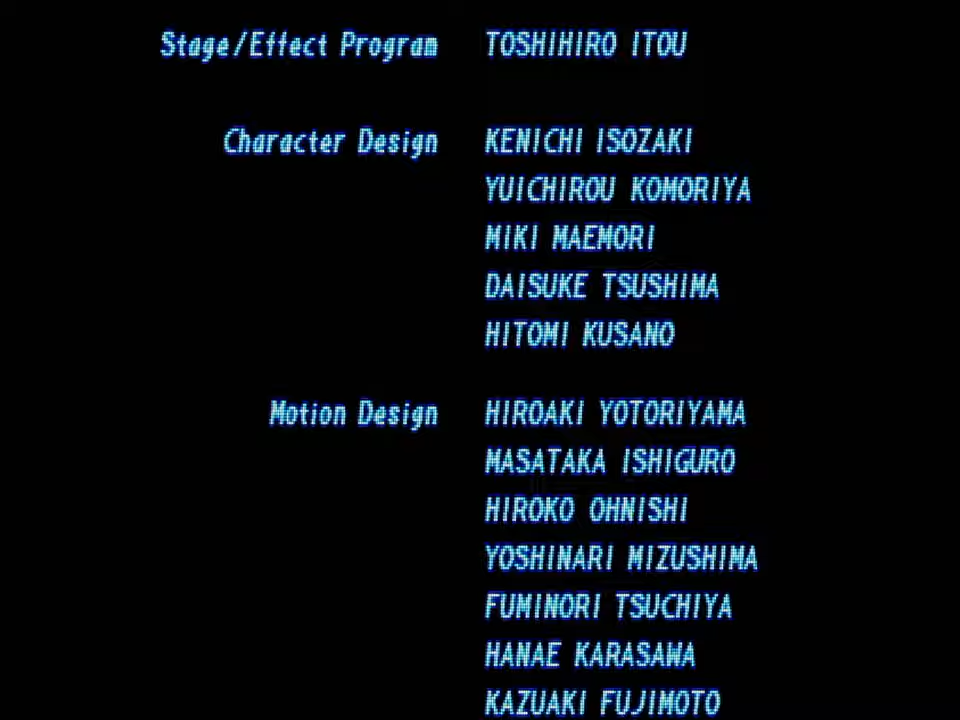 Stage/Effect Program TOSHIHIRO ITOU
Character Design KENICHI ISOZAKI
YUICHIROU KOMORIYA
MIKI MAEMORI
DAISUKE TSUSHIMA
HITOMI KUSANO
Motion Design HIROAKI YOTORIYAMA
MASATAKA ISHIGURO
HIROKO OHNISHI
YOSHINARI MIZUSHIMA
FUMINORI TSUCHIYA
HANAE KARASAWA
KAZUAKI FUJIMOTO